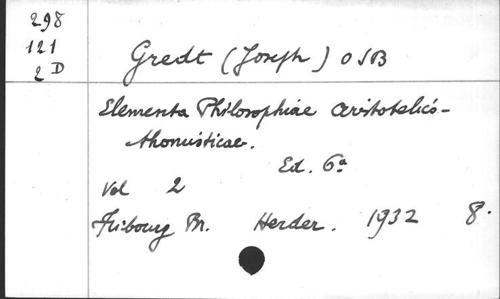 298
121
2 D
Gredt (Joseph) OSB
Elementa Philosophiae Aristotelico-
thomisticae.
Ed. 6a
Vol 2
Fribourg Br. Herder. 1932 8.